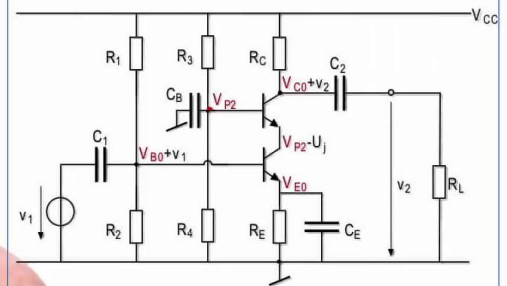 V_CC
R_1
R_3
R_C
C_2
C_B
V_P2
V_C0+v_2
C_1
V_B0+v_1
V_P2-U_j
V_E0
v_1
v_2
R_L
R_2
R_4
R_E
C_E